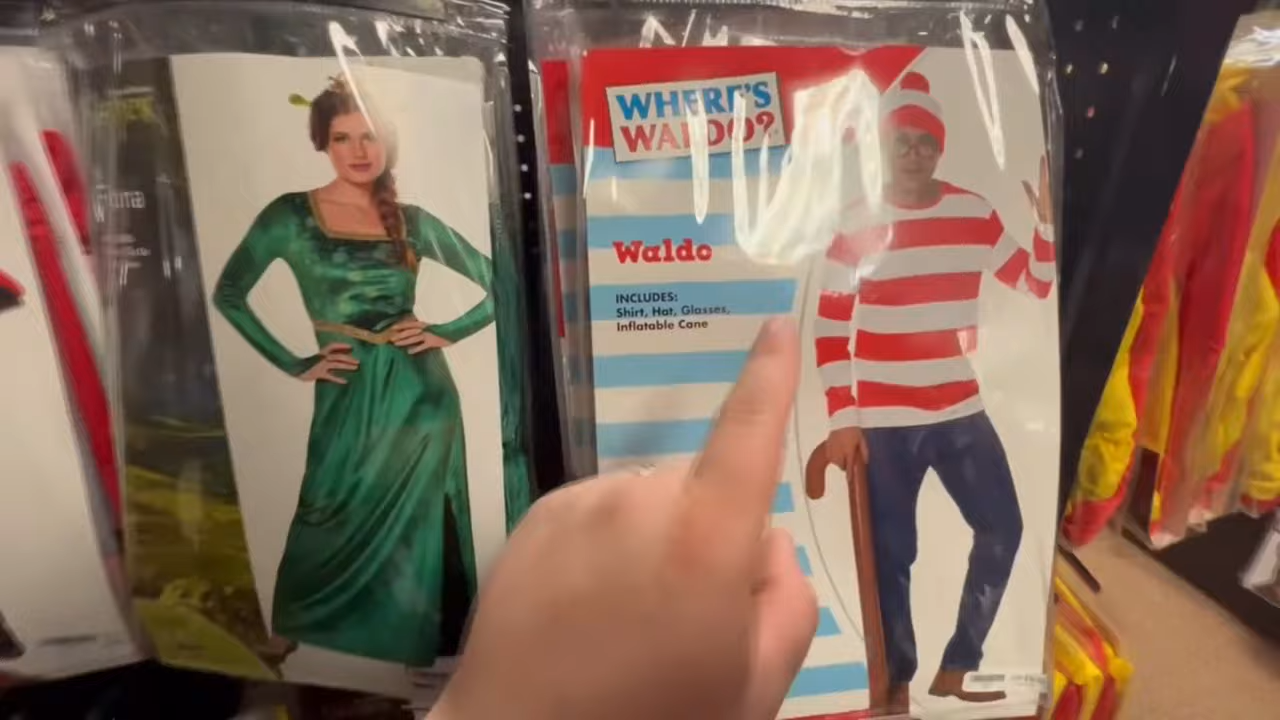 WHERE'S
WALDO?
Waldo
INCLUDES:
Shirt, Hat, Glasses,
Inflatable Cane